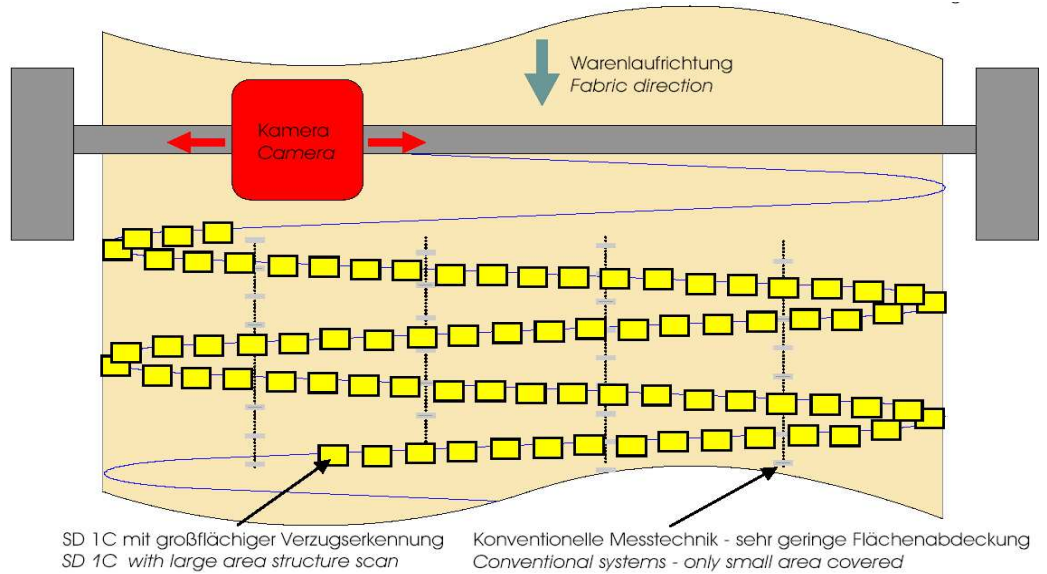 Warenlaufrichtung
Fabric direction
Kamera
Camera
SD 1C mit großflächiger Verzugserkennung
SD 1C with large area structure scan
Konventionelle Messtechnik - sehr geringe Flächenabdeckung
Conventional systems - only small area covered